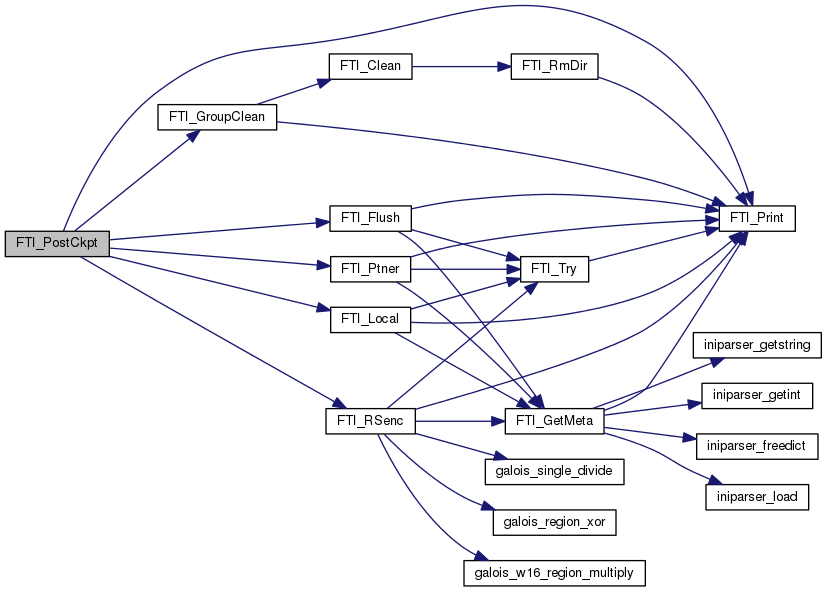 FTI_Clean
FTI_RmDir
FTI_GroupClean
FTI_Flush
FTI_Print
FTI_PostCkpt
FTI_Ptner
FTI_Try
FTI_Local
iniparser_getstring
iniparser_getint
FTI_RSenc
FTI_GetMeta
iniparser_freedict
galois_single_divide
iniparser_load
galois_region_xor
galois_w16_region_multiply